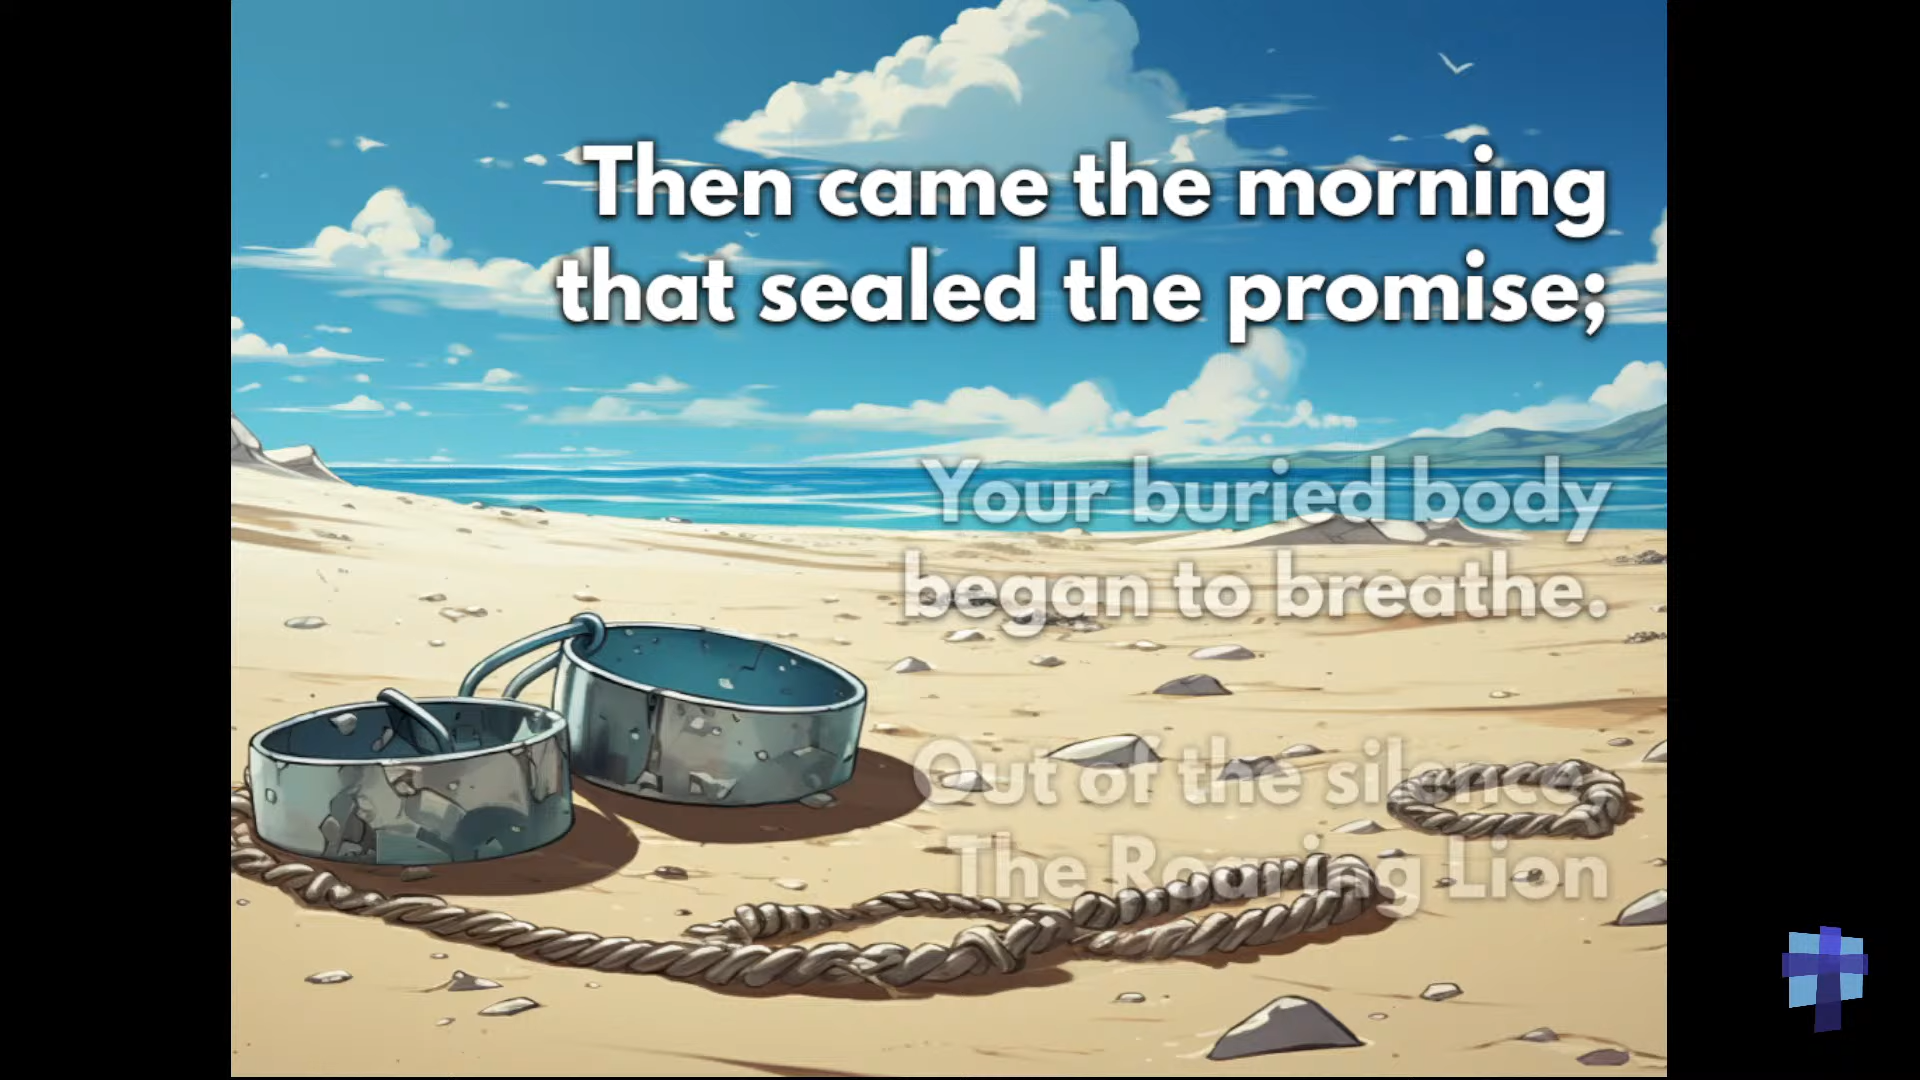 Then came the morning
that sealed the promise;
Your buried body
began to breathe.
Out of the silence
The Roaring Lion